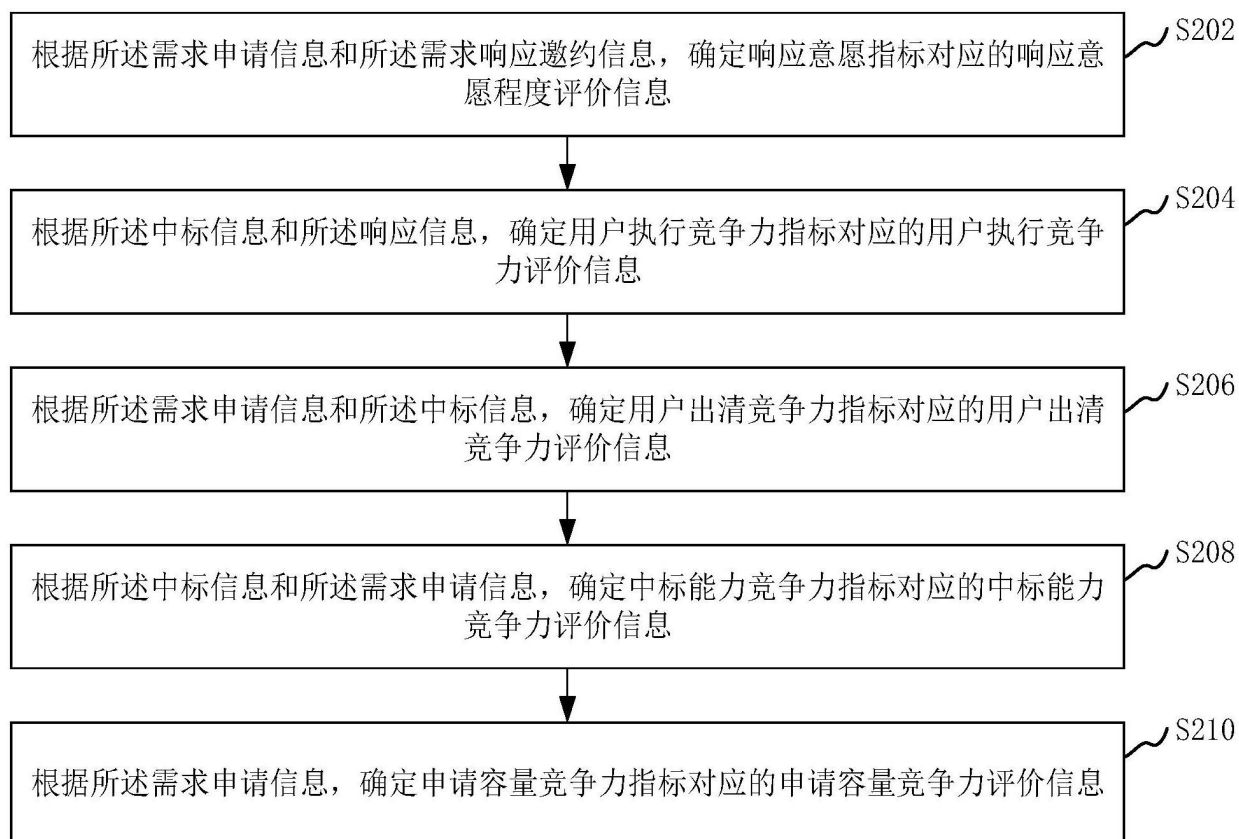 根据所述需求申请信息和所述需求响应邀约信息，确定响应意愿指标对应的响应意
愿程度评价信息
S202
根据所述中标信息和所述响应信息，确定用户执行竞争力指标对应的用户执行竞争
力评价信息
S204
根据所述需求申请信息和所述中标信息，确定用户出清竞争力指标对应的用户出清
竞争力评价信息
S206
根据所述中标信息和所述需求申请信息，确定中标能力竞争力指标对应的中标能力
竞争力评价信息
S208
根据所述需求申请信息，确定申请容量竞争力指标对应的申请容量竞争力评价信息
S210